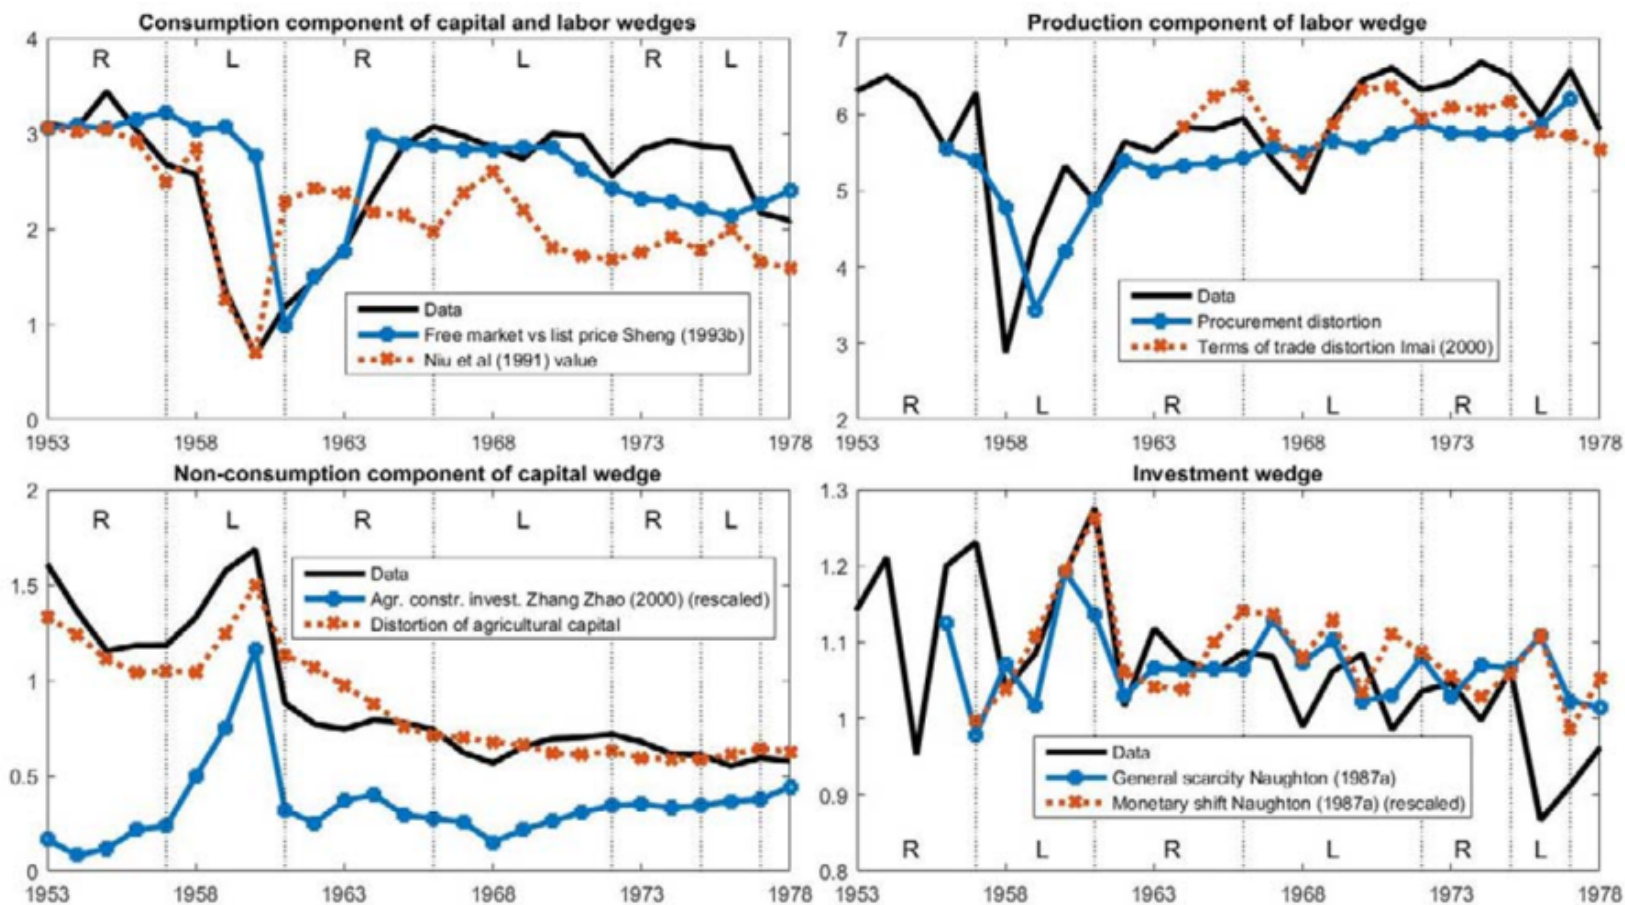 Consumption component of capital and labor wedges
4
R L R L R L
3
2
1
0
Data
Free market vs list price Sheng (1993b)
Niu et al (1991) value
1953 1958 1963 1968 1973 1978
Production component of labor wedge
7
6
5
4
3
2
Data
Procurement distortion
Terms of trade distortion Imai (2000)
R L R L R L
1953 1958 1963 1968 1973 1978
Non-consumption component of capital wedge
2
R L R L R L
1.5
1
0.5
0
Data
Agr. constr. invest. Zhang Zhao (2000) (rescaled)
Distortion of agricultural capital
1953 1958 1963 1968 1973 1978
Investment wedge
1.3
1.2
1.1
1
0.9
0.8
Data
General scarcity Naughton (1987a)
Monetary shift Naughton (1987a) (rescaled)
R L R L R L
1953 1958 1963 1968 1973 1978